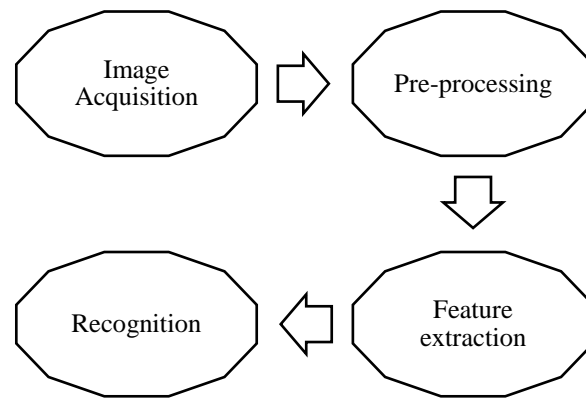 Image
Acquisition
Pre-processing
Feature
extraction
Recognition